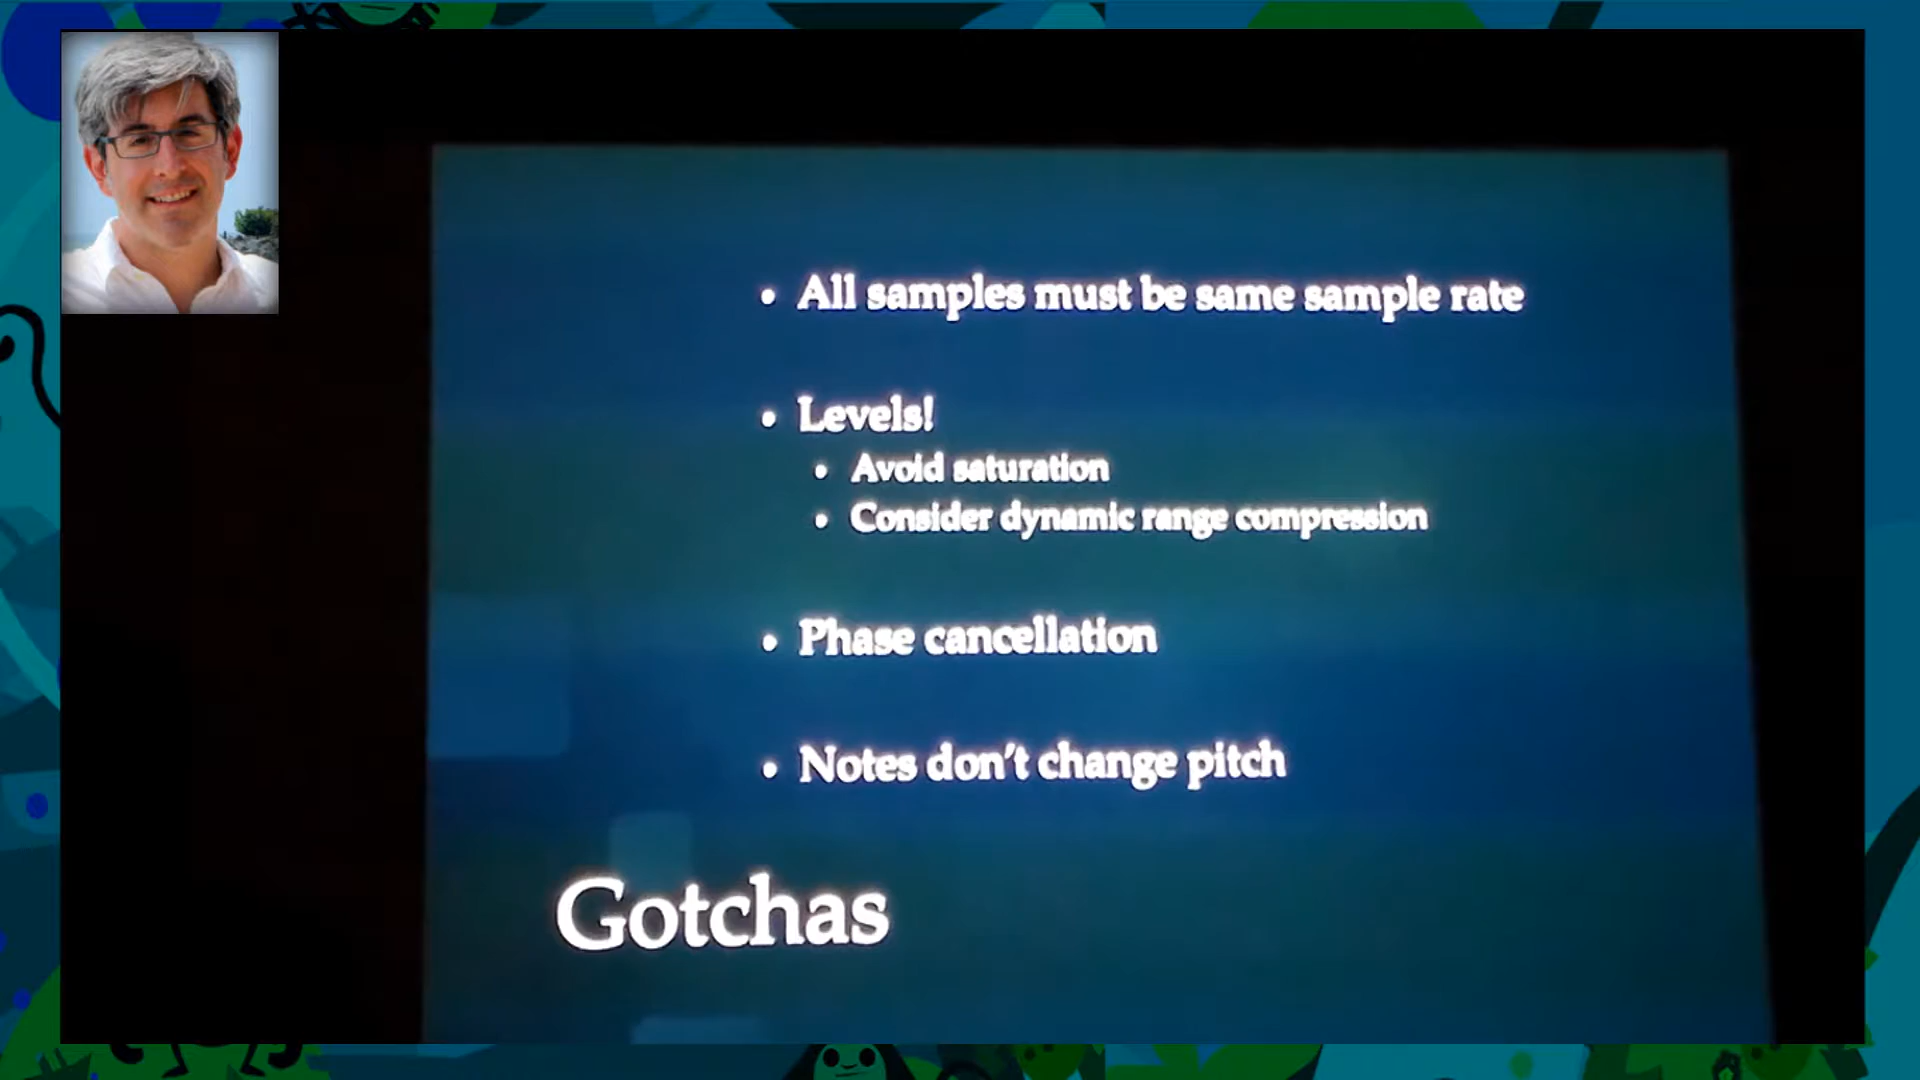 All samples must be same sample rate
Levels!
Avoid saturation
Consider dynamic range compression
Phase cancellation
Notes don't change pitch
Gotchas